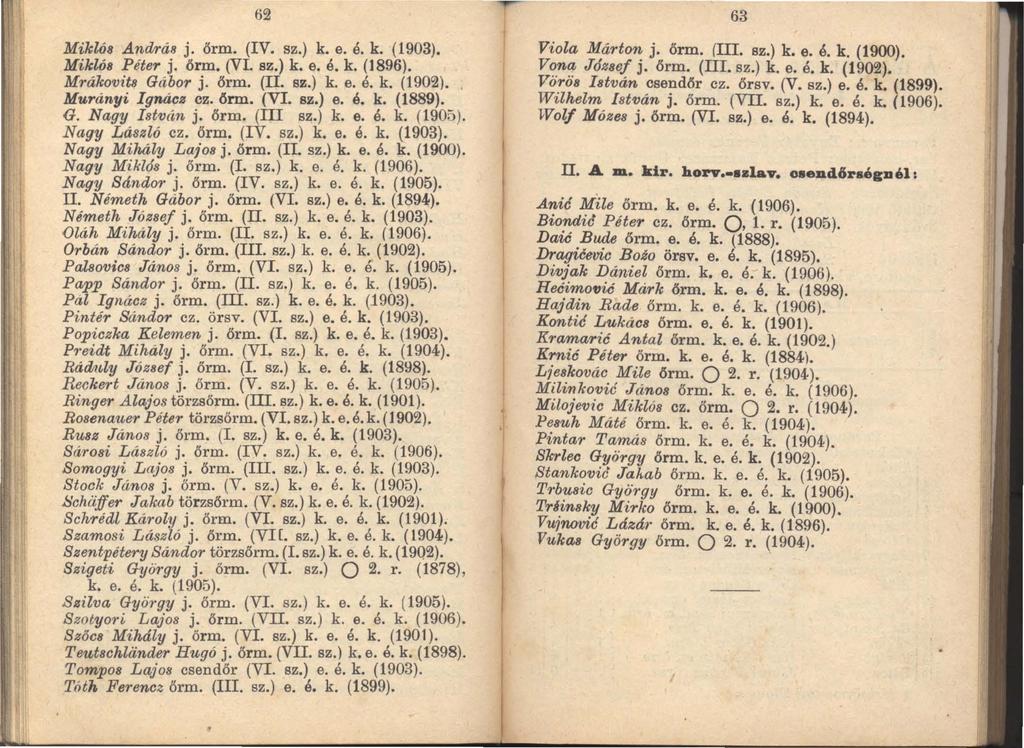 62
Miklós András j. őrm. (IV. sz.) k. e. é. k. (1903).
Miklós Péter j. őrm. (VI. sz.) k. e. é. k. (1896).
Mrákovits Gábor j. őrm. (II. sz.) k. e. é. k. (1902).
Murányi Ignácz cz. őrm. (VI. sz.) e. é. k. (1889).
G. Nagy István j. őrm. (III sz.) k. e. é. k. (1905).
Nagy László cz. őrm. (IV. sz.) k. e. é. k. (1903).
Nagy Mihály Lajos j. őrm. (II. sz.) k. e. é. k. (1900).
Nagy Miklós j. őrm. (I. sz.) k. e. é. k. (1906).
Nagy Sándor j. őrm. (IV. sz.) k. e. é. k. (1905).
II. Németh Gábor j. őrm. (VI. sz.) e. é. k. (1894).
Németh József j. őrm. (II. sz.) k. e. é. k. (1903).
Oláh Mihály j. őrm. (II. sz.) k. e. é. k. (1906).
Orbán Sándor j. őrm. (III. sz.) k. e. é. k. (1902).
Palsovics János j. őrm. (VI. sz.) k. e. é. k. (1905).
Papp Sándor j. őrm. (II. sz.) k. e. é. k. (1905).
Pál Ignácz j. őrm. (III. sz.) k. e. é. k. (1903).
Pintér Sándor cz. örsv. (VI. sz.) e. é. k. (1903).
Popiczka Kelemen j. őrm. (I. sz.) k. e. é. k. (1903).
Preidt Mihály j. őrm. (VI. sz.) k. e. é. k. (1904).
Ráduly József j. őrm. (I. sz.) k. e. é. k. (1898).
Reckert János j. őrm. (V. sz.) k. e. é. k. (1905).
Ringer Alajos törzsőrm. (III. sz.) k. e. é. k. (1901).
Rosenauer Péter törzsőrm. (VI. sz.) k. e. é. k. (1902).
Rusz János j. őrm. (I. sz.) k. e. é. k. (1903).
Sárosi László j. őrm. (IV. sz.) k. e. é. k. (1906).
Somogyi Lajos j. őrm. (III. sz.) k. e. é. k. (1903).
Stock János j. őrm. (V. sz.) k. e. é. k. (1905).
Schäffer Jakab törzsőrm. (V. sz.) k. e. é. k. (1902).
Schrédl Károly j. őrm. (VI. sz.) k. e. é. k. (1901).
Szamosi László j. őrm. (VII. sz.) k. e. é. k. (1904).
Szentpétery Sándor törzsőrm. (I. sz.) k. e. é. k. (1902).
Szigeti György j. őrm. (VI. sz.) ◯ 2. r. (1878),
k. e. é. k. (1905).
Szilva György j. őrm. (VI. sz.) k. e. é. k. (1905).
Szotyori Lajos j. őrm. (VII. sz.) k. e. é. k. (1906).
Szőcs Mihály j. őrm. (VI. sz.) k. e. é. k. (1901).
Teutschländer Hugó j. őrm. (VII. sz.) k. e. é. k. (1898).
Tompos Lajos csendőr (VI. sz.) e. é. k. (1903).
Tóth Ferencz őrm. (III. sz.) e. é. k. (1899).
63
Viola Márton j. őrm. (III. sz.) k. e. é. k. (1900).
Vona József j. őrm. (III. sz.) k. e. é. k. (1902).
Vörös István csendőr cz. őrsv. (V. sz.) e. é. k. (1899).
Wilhelm István j. őrm. (VII. sz.) k. e. é. k. (1906).
Wolf Mózes j. őrm. (VI. sz.) e. é. k. (1894).
II. A m. kir. horv.-szlav. csendőrségnél:
Anić Mile őrm. k. e. é. k. (1906).
Biondić Péter cz. őrm. ◯, 1. r. (1905).
Daić Bude őrm. e. é. k. (1888).
Dragićevic Božo örsv. e. é. k. (1895).
Divjak Dániel őrm. k. e. é. k. (1906).
Hećimović Márk őrm. k. e. é. k. (1898).
Hajdin Rade őrm. k. e. é. k. (1906).
Kontić Lukács őrm. e. é. k. (1901).
Kramarić Antal őrm. k. e. é. k. (1902.)
Krnić Péter őrm. k. e. é. k. (1884).
Ljeskovác Mile őrm. ◯ 2. r. (1904).
Milinković János őrm. k. e. é. k. (1906)
Milojevic Miklós cz. őrm. ◯ 2. r. (1904).
Pesuh Máté őrm. k. e. é. k. (1904).
Pintar Tamás őrm. k. e. é. k. (1904).
Skrlec György őrm. k. e. é. k. (1902).
Stanković Jakab őrm. k. e. é. k. (1905).
Trbusic György őrm. k. e. é. k. (1906).
Tršinsky Mirko őrm. k. e. é. k. (1900).
Vujnović Lázár őrm. k. e. é. k. (1896).
Vukas György őrm. ◯ 2. r. (1904).